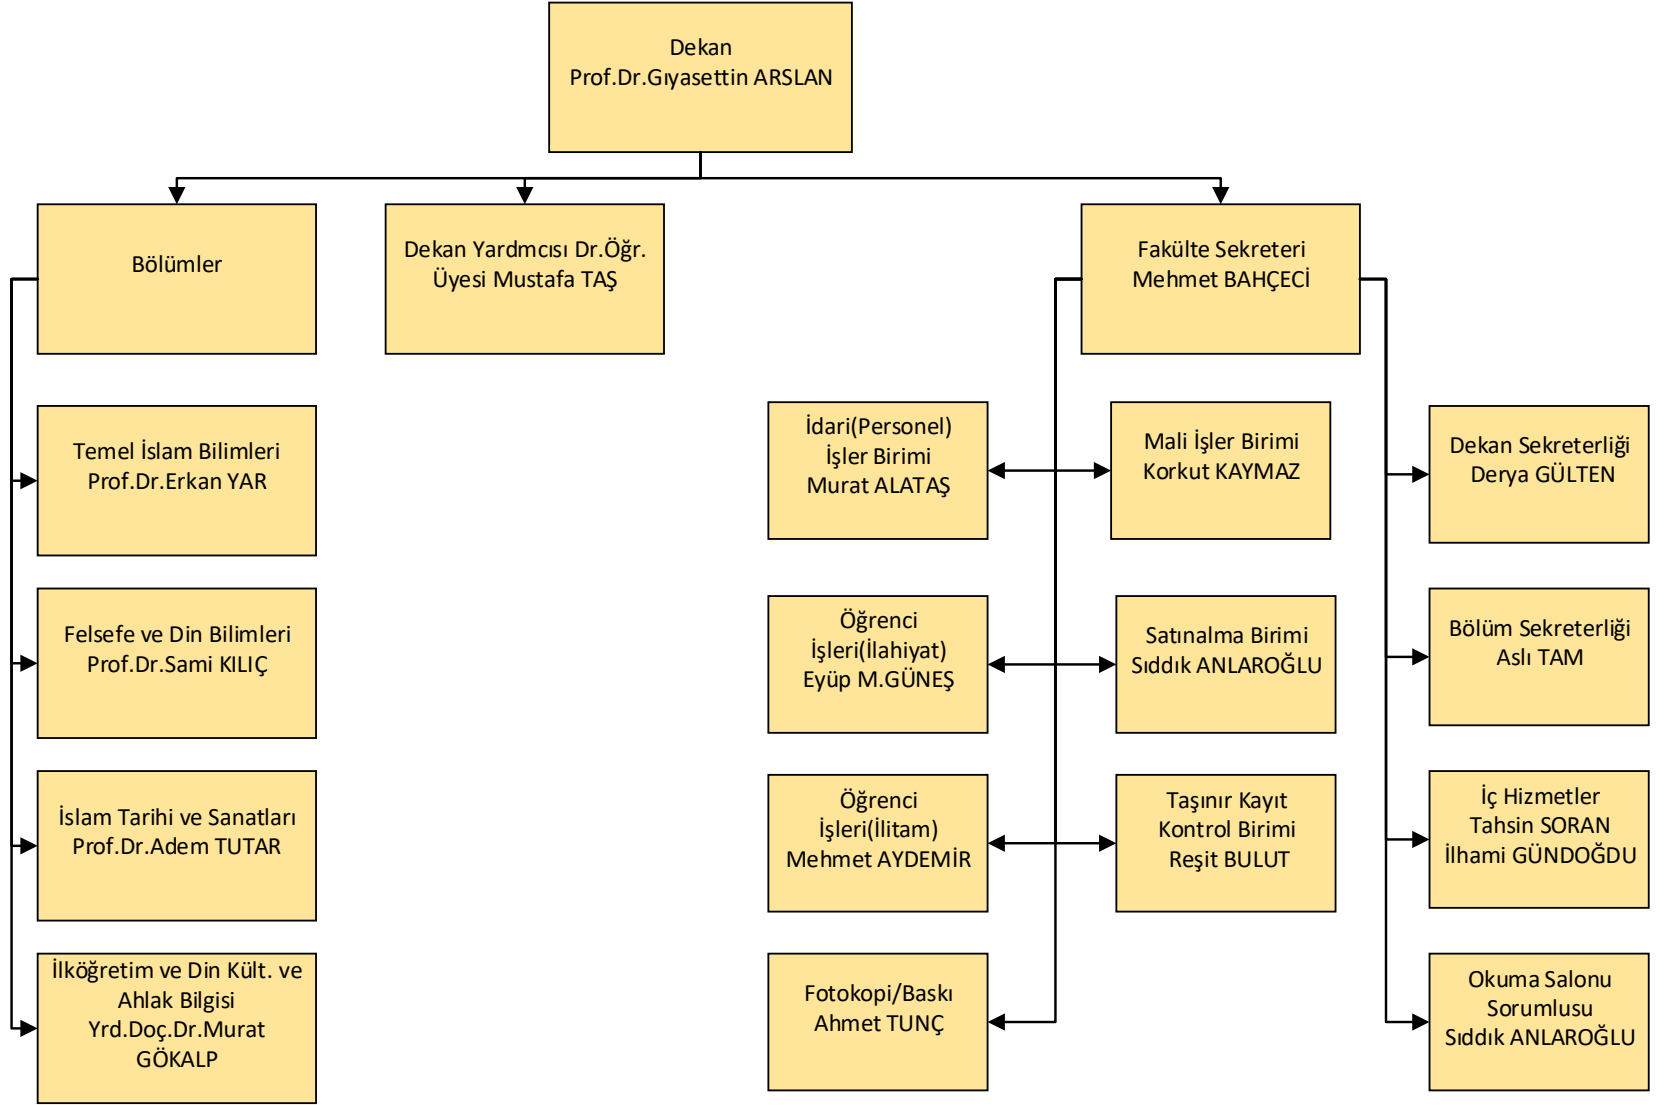 Dekan
Prof.Dr.Gıyasettin ARSLAN
Bölümler
Dekan Yardmcısı Dr.Öğr.
Üyesi Mustafa TAŞ
Fakülte Sekreteri
Mehmet BAHÇECİ
Temel İslam Bilimleri
Prof.Dr.Erkan YAR
Felsefe ve Din Bilimleri
Prof.Dr.Sami KILIÇ
İslam Tarihi ve Sanatları
Prof.Dr.Adem TUTAR
İlköğretim ve Din Kült. ve
Ahlak Bilgisi
Yrd.Doç.Dr.Murat
GÖKALP
İdari(Personel)
İşler Birimi
Murat ALATAŞ
Mali İşler Birimi
Korkut KAYMAZ
Dekan Sekreterliği
Derya GÜLTEN
Öğrenci
İşleri(İlahiyat)
Eyüp M.GÜNEŞ
Satınalma Birimi
Sıddık ANLAROĞLU
Bölüm Sekreterliği
Aslı TAM
Öğrenci
İşleri(İlitam)
Mehmet AYDEMİR
Taşınır Kayıt
Kontrol Birimi
Reşit BULUT
İç Hizmetler
Tahsin SORAN
İlhami GÜNDOĞDU
Fotokopi/Baskı
Ahmet TUNÇ
Okuma Salonu
Sorumlusu
Sıddık ANLAROĞLU